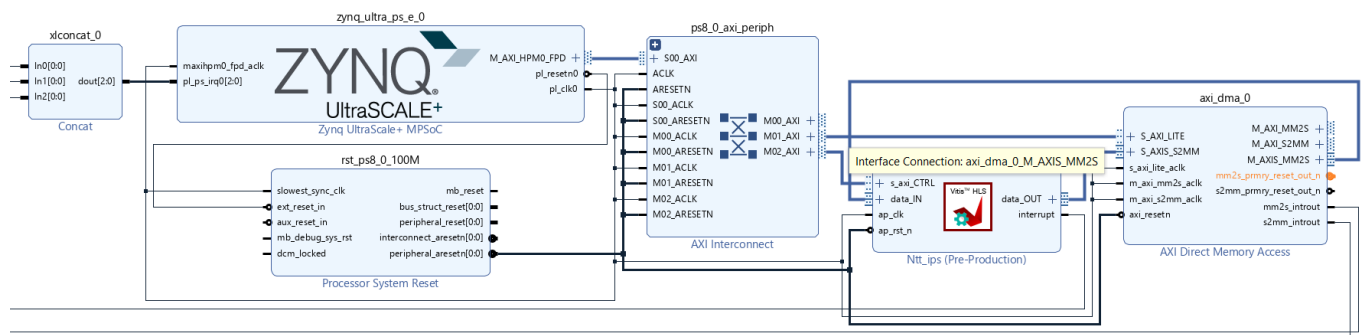 xlconcat_0
In0[0:0]
In1[0:0]
In2[0:0]
dout[2:0]
Concat
zynq_ultra_ps_e_0
maxihpm0_fpd_aclk
pl_ps_irq0[2:0]
ZYNQ
UltraSCALE+
M_AXI_HPM0_FPD
pl_resetn0
pl_clk0
Zynq UltraScale+ MPSoC
rst_ps8_0_100M
slowest_sync_clk
ext_reset_in
aux_reset_in
mb_debug_sys_rst
dcm_locked
mb_reset
bus_struct_reset[0:0]
peripheral_reset[0:0]
interconnect_aresetn[0:0]
peripheral_aresetn[0:0]
Processor System Reset
ps8_0_axi_periph
S00_AXI
ACLK
ARESETN
S00_ACLK
S00_ARESETN
M00_ACLK
M00_ARESETN
M01_ACLK
M01_ARESETN
M02_ACLK
M02_ARESETN
M00_AXI
M01_AXI
M02_AXI
AXI Interconnect
Interface Connection: axi_dma_0_M_AXIS_MM2S
s_axi_CTRL
data_IN
ap_clk
ap_rst_n
Vitis™ HLS
data_OUT
interrupt
Ntt_ips (Pre-Production)
axi_dma_0
S_AXI_LITE
S_AXIS_S2MM
s_axi_lite_aclk
m_axi_mm2s_aclk
m_axi_s2mm_aclk
axi_resetn
M_AXI_MM2S
M_AXI_S2MM
M_AXIS_MM2S
mm2s_prmry_reset_out_n
s2mm_prmry_reset_out_n
mm2s_introut
s2mm_introut
AXI Direct Memory Access